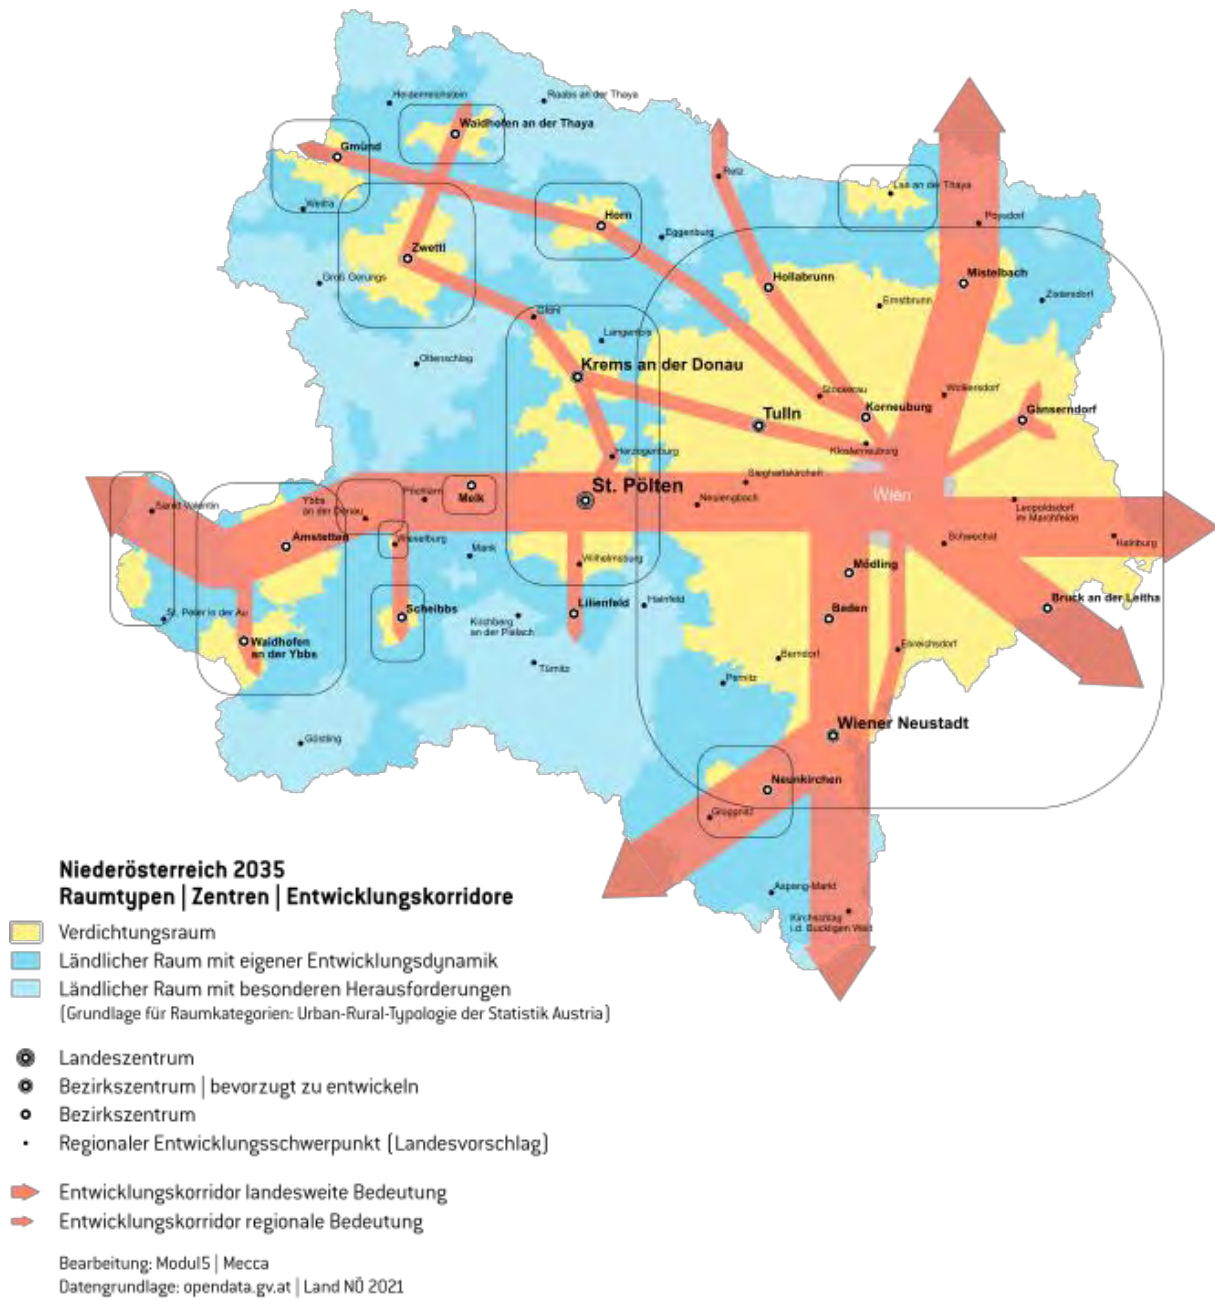 Heidenreichstein
Raabs an der Thaya
Waidhofen an der Thaya
Gmünd
Retz
Laa an der Thaya
Weitra
Horn
Poysdorf
Eggenburg
Zwettl
Groß Gerungs
Hollabrunn
Mistelbach
Zistersdorf
Ernstbrunn
Gföhl
Langenlois
Ottenschlag
Krems an der Donau
Stockerau
Wolkersdorf
Tulln
Korneuburg
Gänserndorf
Klosterneuburg
Herzogenburg
Sieghartskirchen
St. Pölten
Wien
Pöchlarn
Melk
Neulengbach
Sankt Valentin
Ybbs
an der Donau
Leopoldsdorf
im Marchfelde
Amstetten
Wieselburg
Schwechat
Hainburg
Mank
Wilhelmsburg
Mödling
St. Peter in der Au
Scheibbs
Lilienfeld
Hainfeld
Baden
Bruck an der Leitha
Kirchberg
an der Pielach
Waidhofen
an der Ybbs
Ebreichsdorf
Berndorf
Türnitz
Pernitz
Göstling
Wiener Neustadt
Neunkirchen
Gloggnitz
Aspang-Markt
Kirchschlag
i.d. Buckligen Welt
Niederösterreich 2035
Raumtypen | Zentren | Entwicklungskorridore
Verdichtungsraum
Ländlicher Raum mit eigener Entwicklungsdynamik
Ländlicher Raum mit besonderen Herausforderungen
(Grundlage für Raumkategorien: Urban-Rural-Typologie der Statistik Austria)
Landeszentrum
Bezirkszentrum | bevorzugt zu entwickeln
Bezirkszentrum
Regionaler Entwicklungsschwerpunkt (Landesvorschlag)
Entwicklungskorridor landesweite Bedeutung
Entwicklungskorridor regionale Bedeutung
Bearbeitung: Modul5 | Mecca
Datengrundlage: opendata.gv.at | Land NÖ 2021